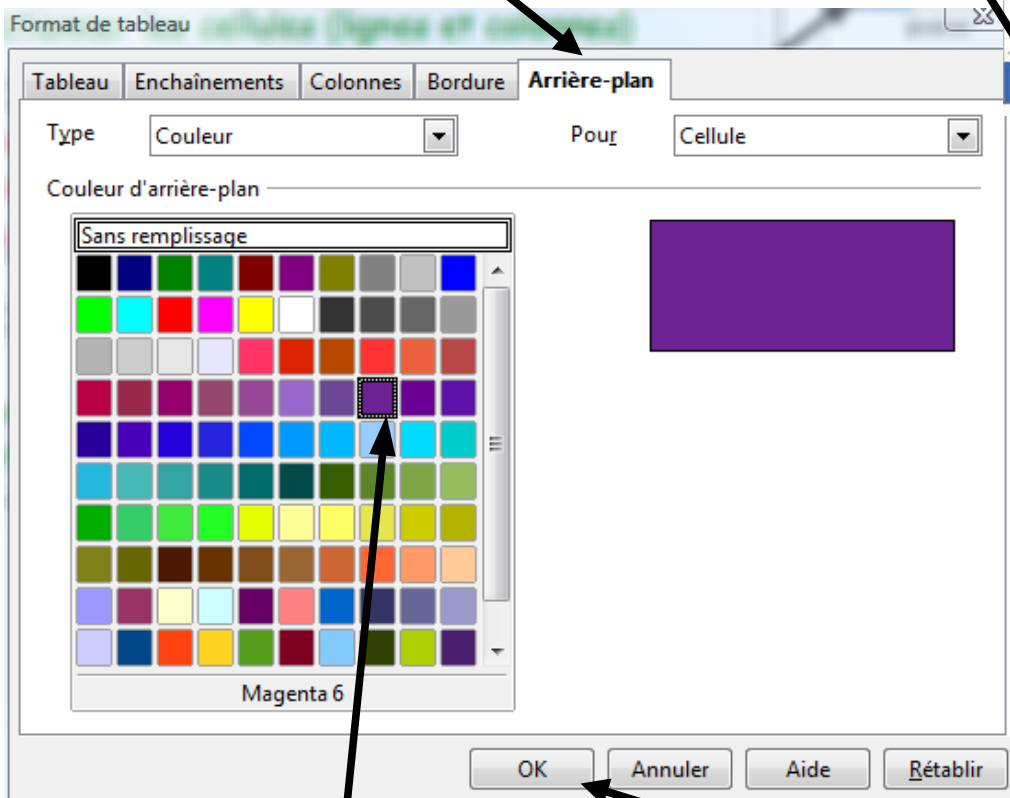 Format de tableau
Tableau Enchaînements Colonnes Bordure Arrière-plan
Type Couleur Pour Cellule
Couleur d'arrière-plan
Sans remplissage
Magenta 6
OK Annuler Aide Rétablir